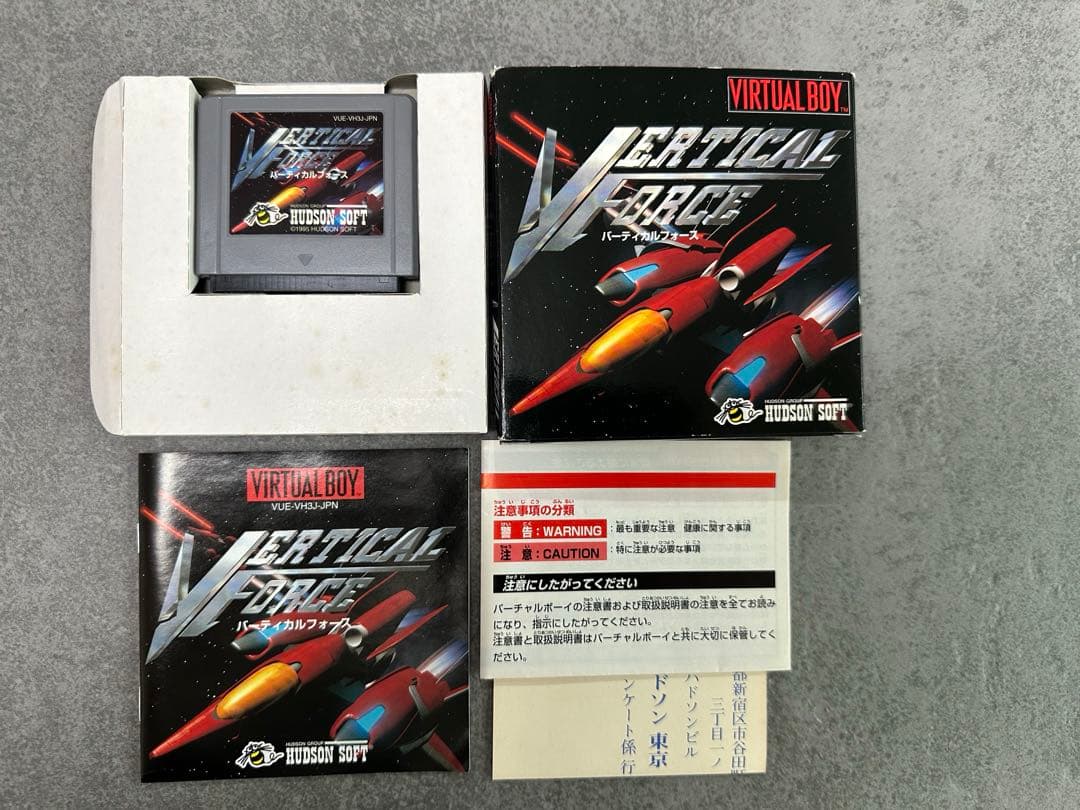 VUE-VH3J-JPN
VERTICAL
FORCE
バーティカルフォース
HUDSON GROUP
HUDSON SOFT
©1995 HUDSON SOFT
VIRTUAL BOY™
VERTICAL
FORCE
バーティカルフォース
HUDSON GROUP
HUDSON SOFT
VIRTUAL BOY
VUE-VH3J-JPN
VERTICAL
FORCE
バーティカルフォース
HUDSON GROUP
HUDSON SOFT
注意事項の分類
警告:WARNING :最も重要な注意 健康に関する事項
注意:CAUTION :特に注意が必要な事項
注意にしたがってください
バーチャルボーイの注意書および取扱説明書の注意を全てお読み
になり、指示にしたがってください。
注意書と取扱説明書はバーチャルボーイと共に大切に保管してく
ださい。
都新宿区市谷田
三丁目一ノ
ハドソンビル
ドソン 東京
ンケート係 行